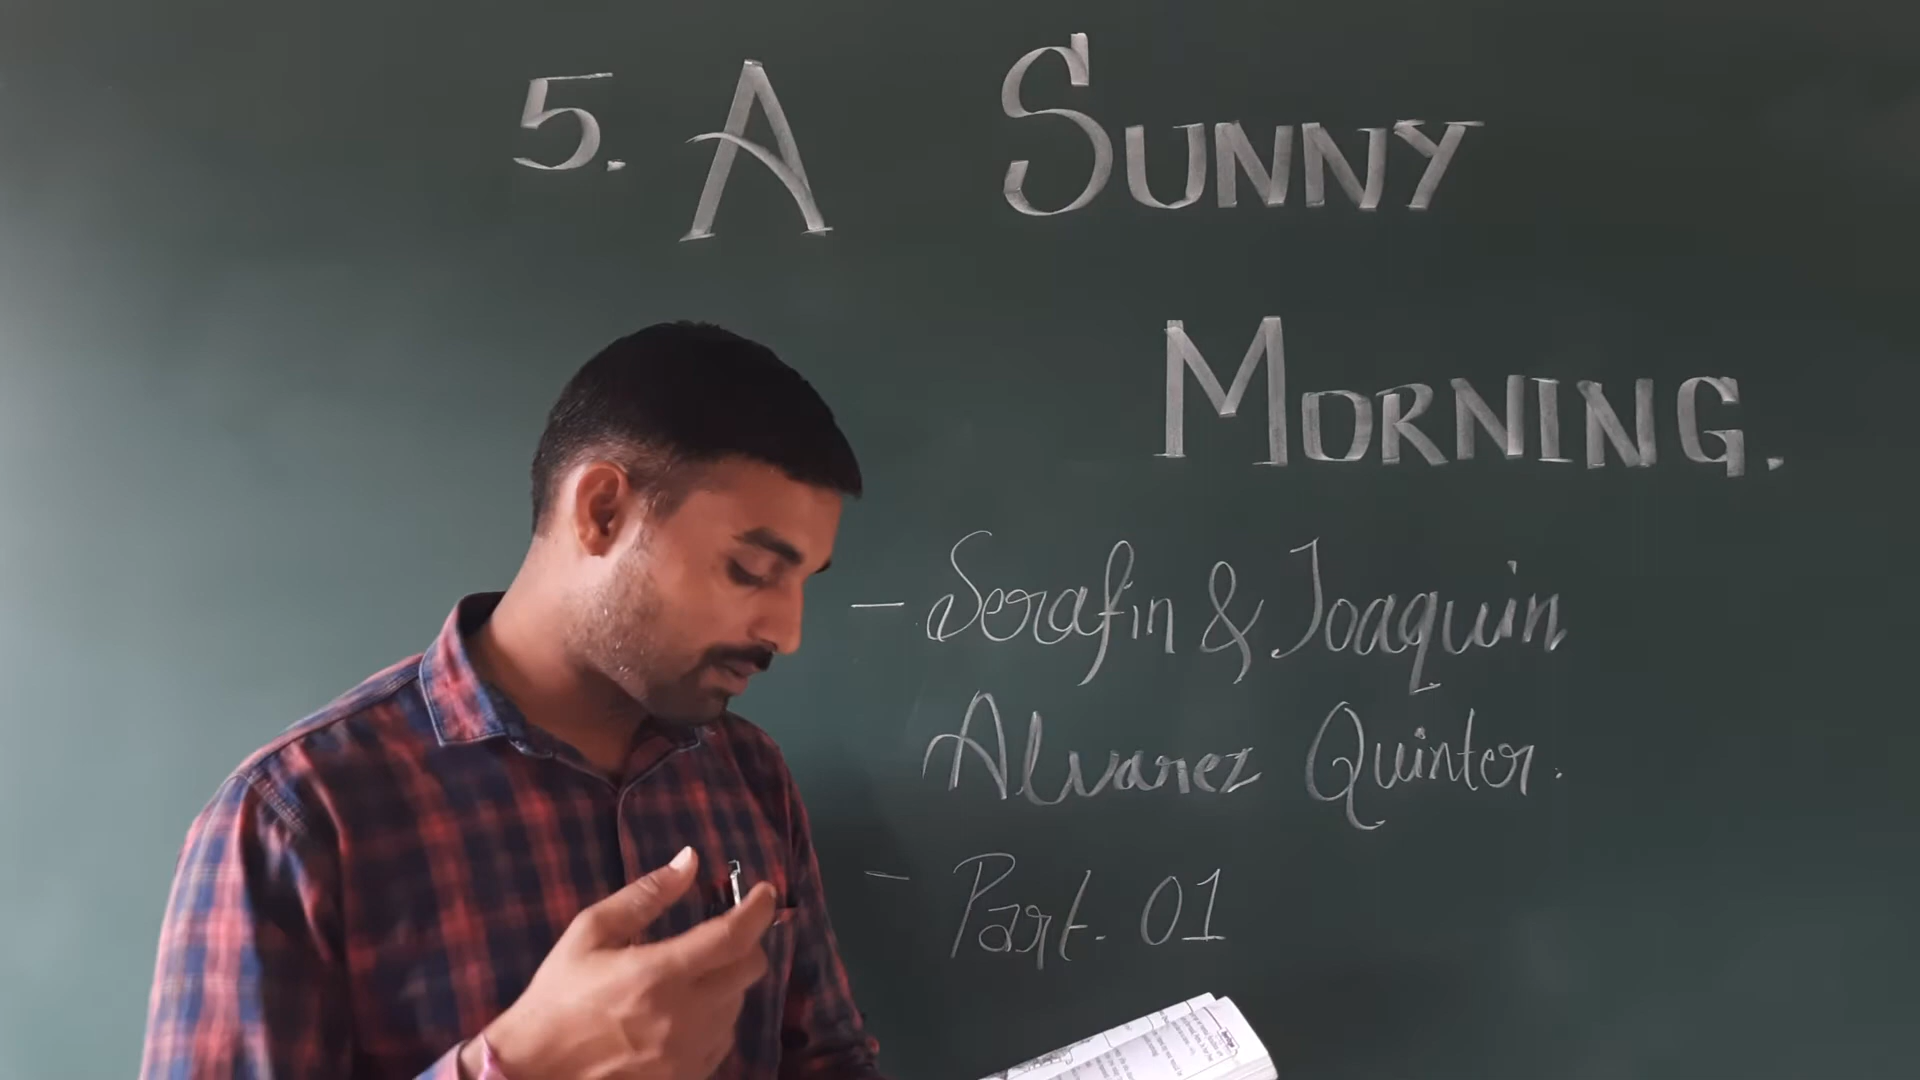 5. A SUNNY
MORNING.
- Serafin & Joaquin
Alvarez Quinter.
- Part. 01